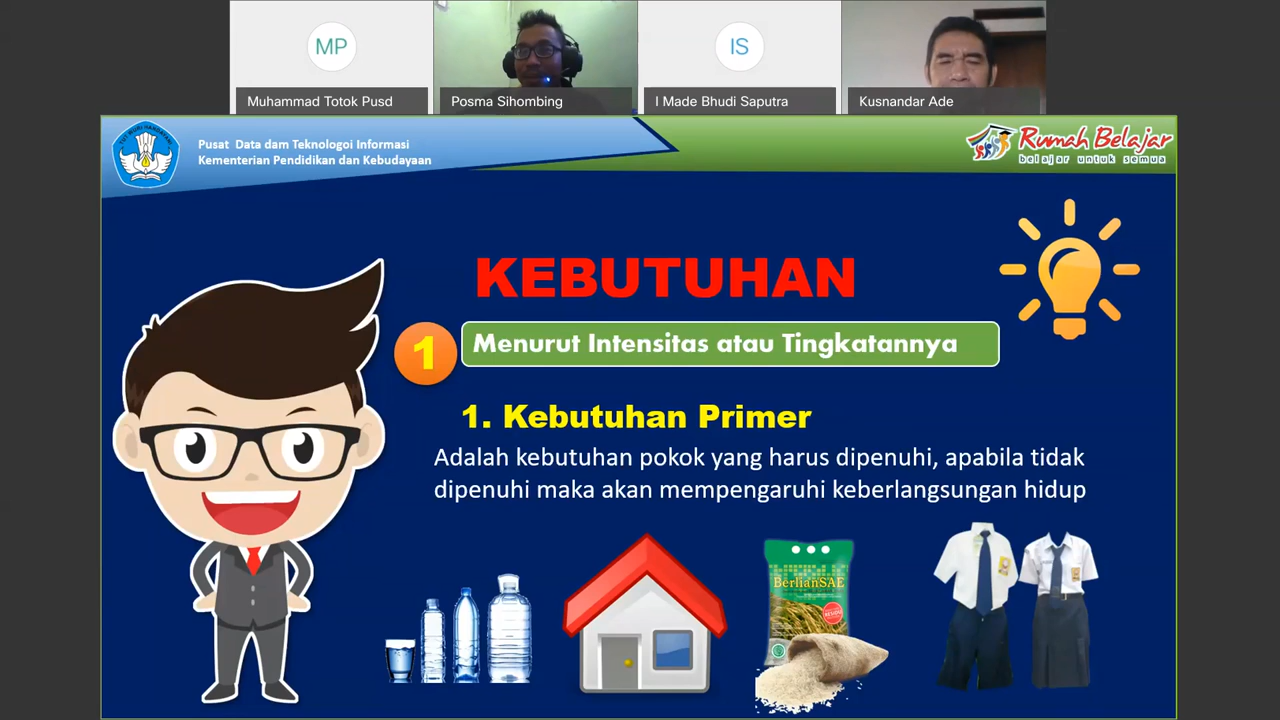 MP
IS
Muhammad Totok Pusd
Posma Sihombing
I Made Bhudi Saputra
Kusnandar Ade
Pusat Data dam Teknologoi Informasi
Kementerian Pendidikan dan Kebudayaan
Rumah Belajar
belajar untuk semua
KEBUTUHAN
1
Menurut Intensitas atau Tingkatannya
1. Kebutuhan Primer
Adalah kebutuhan pokok yang harus dipenuhi, apabila tidak
dipenuhi maka akan mempengaruhi keberlangsungan hidup
BerlianSAE